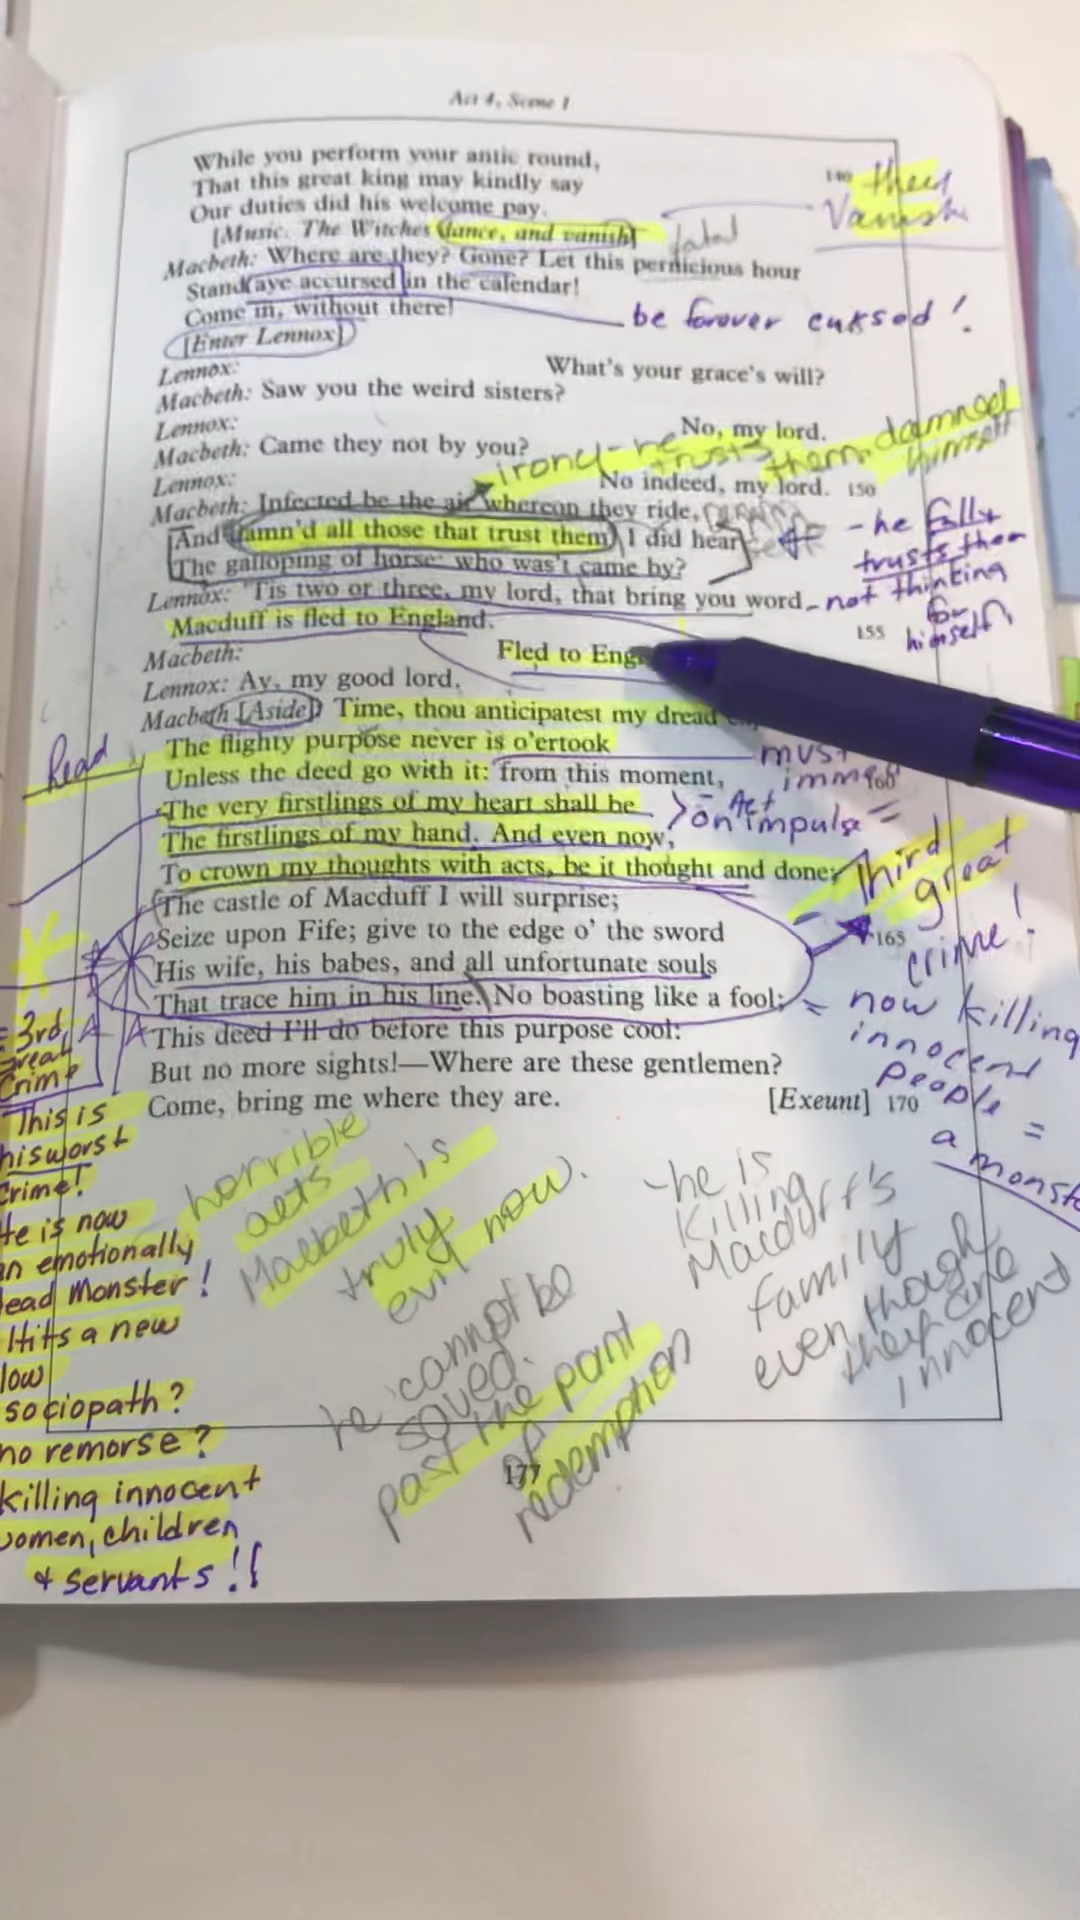 Act 4, Scene 1
While you perform your antic round,
That this great king may kindly say
140 they
Our duties did his welcome pay.
Vanish
[Music. The Witches dance, and vanish]
fatal
Macbeth: Where are they? Gone? Let this pernicious hour
Stand aye accursed in the calendar!
Come in, without there!
be forever cursed!
[Enter Lennox]
Lennox: What's your grace's will?
Macbeth: Saw you the weird sisters?
Lennox: No, my lord.
Macbeth: Came they not by you?
irony - he trusts them, damned himself
Lennox: No indeed, my lord. 150
Macbeth: Infected be the air whereon they ride,
And damn'd all those that trust them! I did hear
The galloping of horse: who was't came by?
- he fully
trusts them
not thinking
for
himself
Lennox: 'Tis two or three, my lord, that bring you word
Macduff is fled to England.
155
Macbeth: Fled to Eng
Lennox: Ay, my good lord.
Macbeth [Aside] Time, thou anticipatest my dread
The flighty purpose never is o'ertook
must
Read
Unless the deed go with it: from this moment,
The very firstlings of my heart shall be
- Act
on impulse =
The firstlings of my hand. And even now,
To crown my thoughts with acts, be it thought and done:
Third
great
crime!
The castle of Macduff I will surprise;
Seize upon Fife; give to the edge o' the sword
165
His wife, his babes, and all unfortunate souls
That trace him in his line. No boasting like a fool;
= now killing
innocent
people =
a monst
This deed I'll do before this purpose cool:
But no more sights!—Where are these gentlemen?
Come, bring me where they are. [Exeunt] 170
= 3rd
great
Crime
This is
his worst
crime!
He is now
an emotionally
dead monster!
Hits a new
low
sociopath?
no remorse?
killing innocent
women, children
+ servants!!
horrible
acts
Macbeth is
truly
evil now.
he cannot be
saved.
past the point
of
redemption
- he is
killing
Macduff's
family
even though
they are
innocent
177